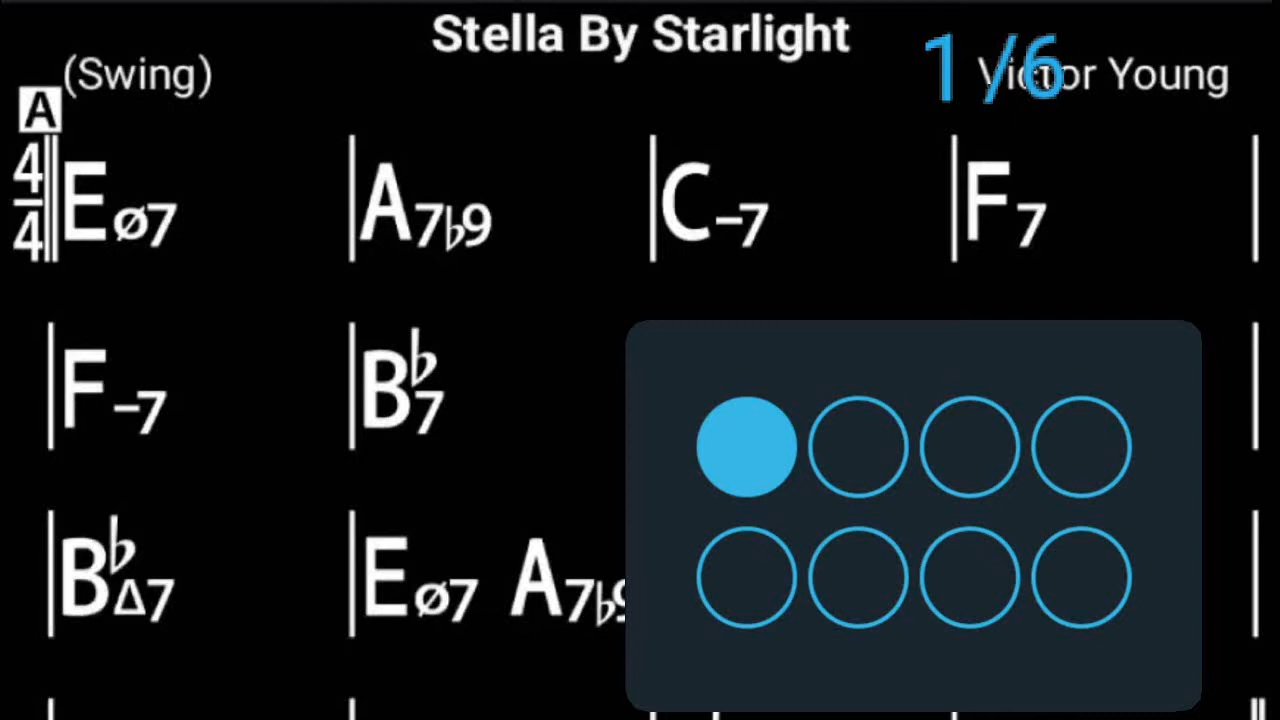 Stella By Starlight
(Swing) 1/6 Victor Young
A
4/4 Eø7 A7♭9 C-7 F7
F-7 B♭7
B♭Δ7 Eø7 A7♭9